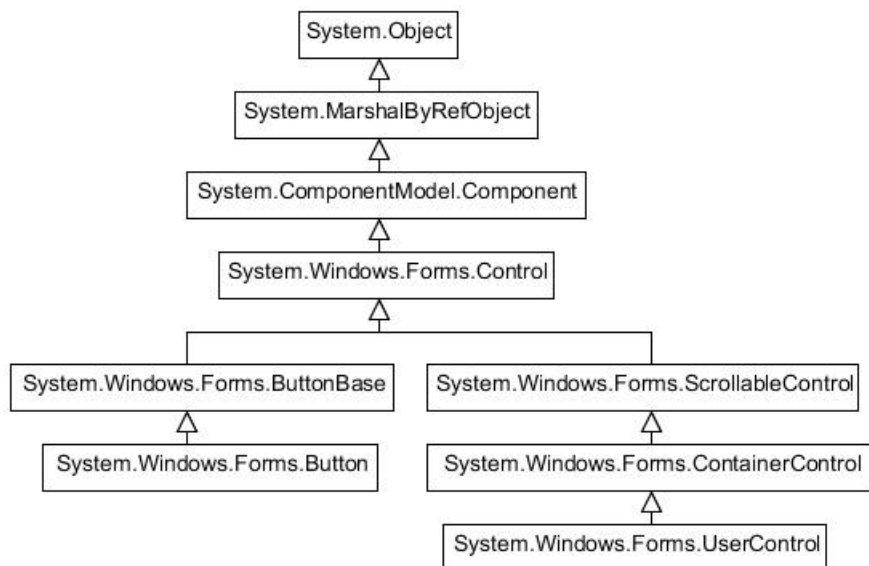 System.Object
System.MarshalByRefObject
System.ComponentModel.Component
System.Windows.Forms.Control
System.Windows.Forms.ButtonBase
System.Windows.Forms.ScrollableControl
System.Windows.Forms.Button
System.Windows.Forms.ContainerControl
System.Windows.Forms.UserControl